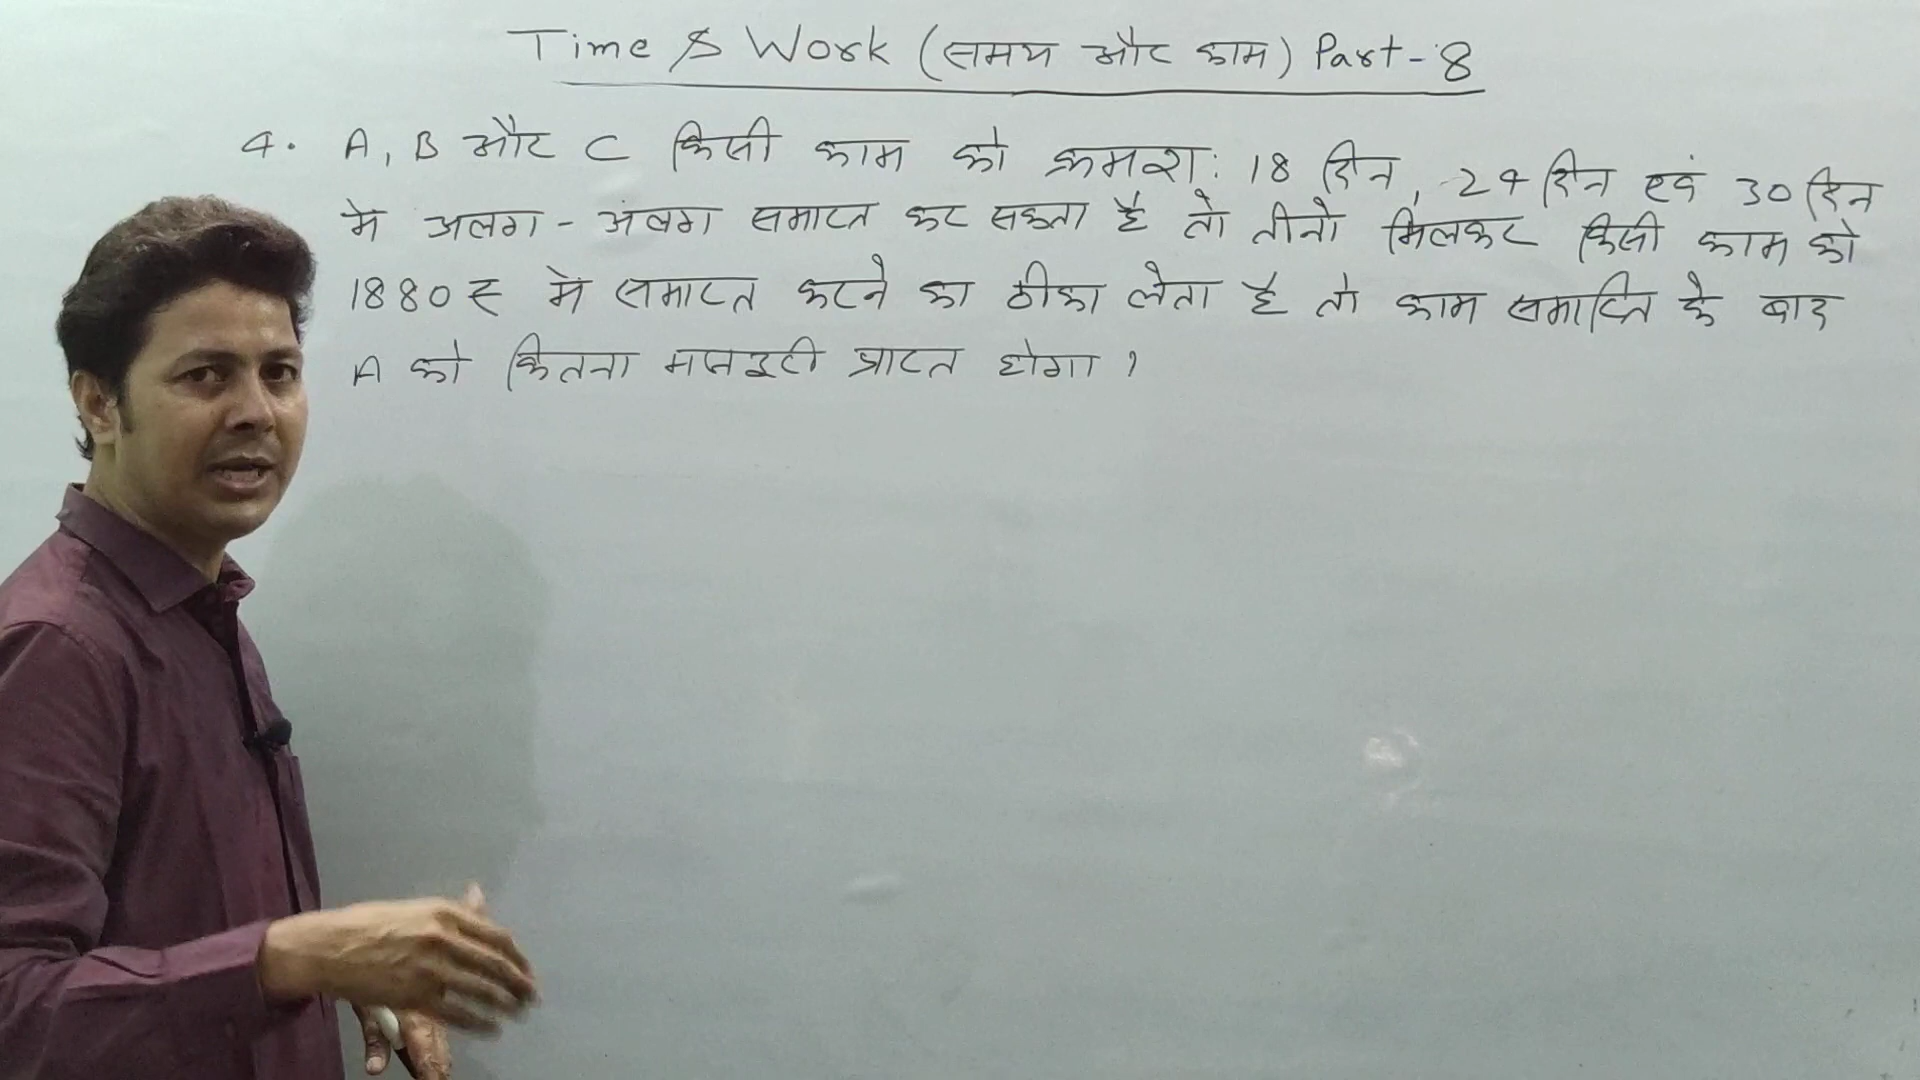 Time & Work (समय और काम) Part-8
4. A, B और C किसी काम को क्रमशः 18 दिन, 24 दिन एवं 30 दिन
मे अलग-अलग समाप्त कर सकता है तो तीनो मिलकर किसी काम को
1880₹ मे समाप्त करने का ठीका लेता है तो काम समाप्ति के बाद
A को कितना मजदूरी प्राप्त होगा ?